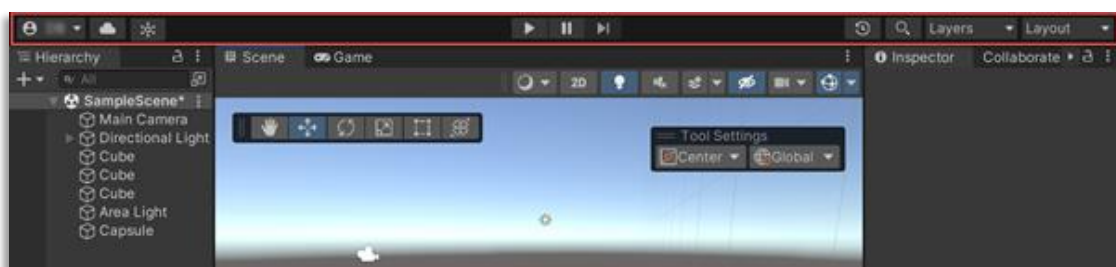 Layers Layout
Hierarchy
Scene Game
Inspector Collaborate
All
2D
SampleScene*
Main Camera
Directional Light
Cube
Cube
Cube
Area Light
Capsule
Tool Settings
Center Global